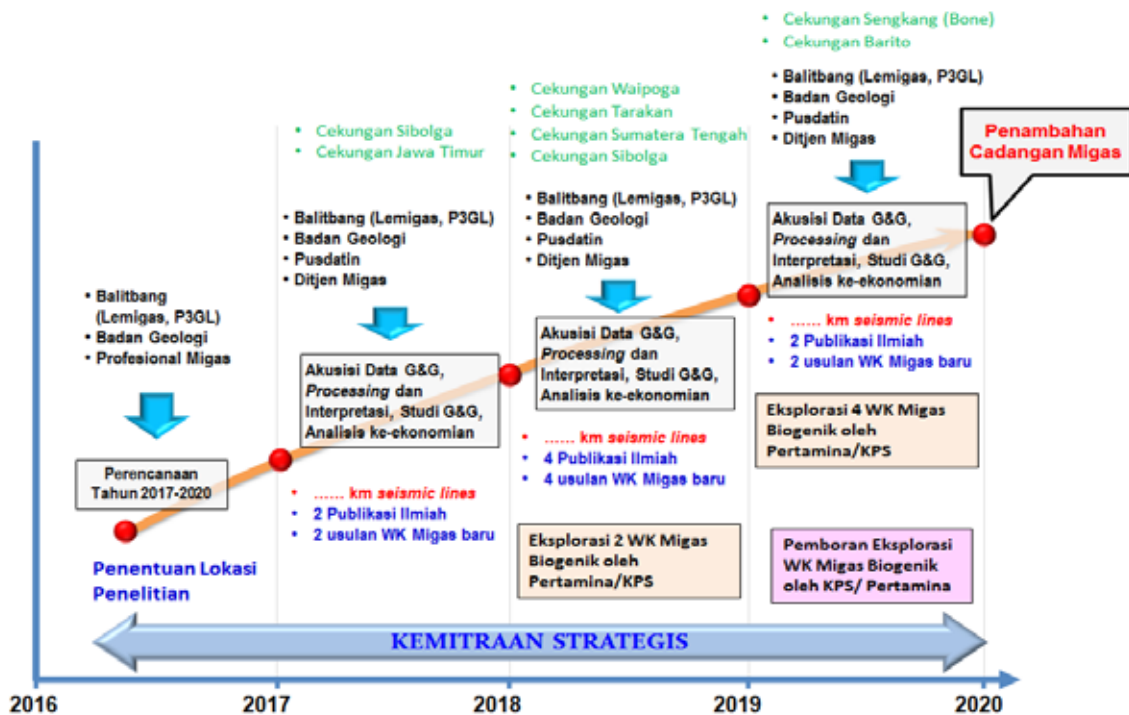 • Balitbang
(Lemigas, P3GL)
• Badan Geologi
• Profesional Migas
Perencanaan
Tahun 2017-2020
Penentuan Lokasi
Penelitian
• Cekungan Sibolga
• Cekungan Jawa Timur
• Balitbang (Lemigas, P3GL)
• Badan Geologi
• Pusdatin
• Ditjen Migas
Akusisi Data G&G,
Processing dan
Interpretasi, Studi G&G,
Analisis ke-ekonomian
• ...... km seismic lines
• 2 Publikasi Ilmiah
• 2 usulan WK Migas baru
• Cekungan Waipoga
• Cekungan Tarakan
• Cekungan Sumatera Tengah
• Cekungan Sibolga
• Balitbang (Lemigas, P3GL)
• Badan Geologi
• Pusdatin
• Ditjen Migas
Akusisi Data G&G,
Processing dan
Interpretasi, Studi G&G,
Analisis ke-ekonomian
• ...... km seismic lines
• 4 Publikasi Ilmiah
• 4 usulan WK Migas baru
Eksplorasi 2 WK Migas
Biogenik oleh
Pertamina/KPS
• Cekungan Sengkang (Bone)
• Cekungan Barito
• Balitbang (Lemigas, P3GL)
• Badan Geologi
• Pusdatin
• Ditjen Migas
Akusisi Data G&G,
Processing dan
Interpretasi, Studi G&G,
Analisis ke-ekonomian
• ...... km seismic lines
• 2 Publikasi Ilmiah
• 2 usulan WK Migas baru
Eksplorasi 4 WK Migas
Biogenik oleh
Pertamina/KPS
Pemboran Eksplorasi
WK Migas Biogenik
oleh KPS/ Pertamina
Penambahan
Cadangan Migas
KEMITRAAN STRATEGIS
2016
2017
2018
2019
2020